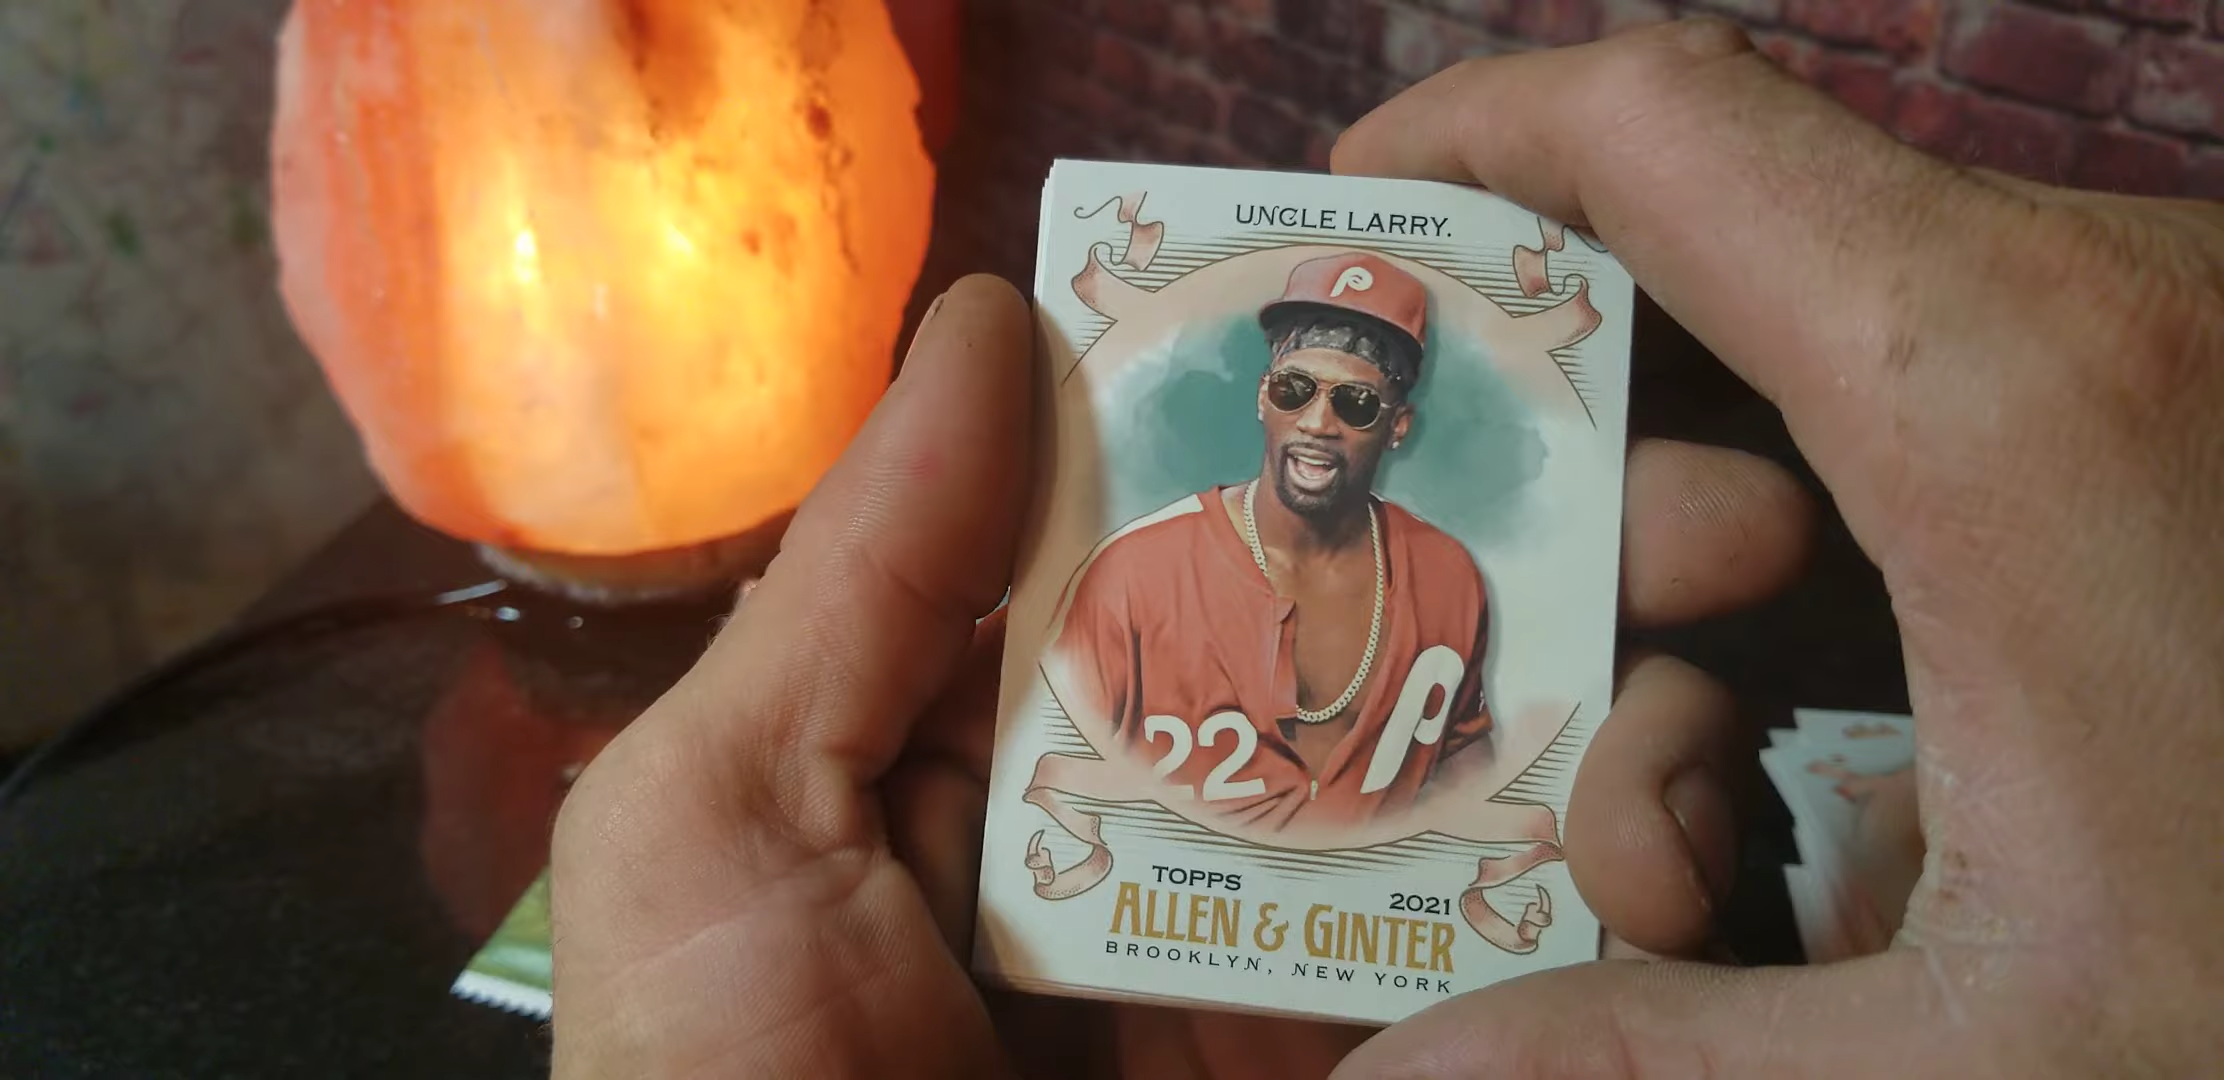 UNCLE LARRY.
P
22 P
TOPPS
2021
ALLEN & GINTER
BROOKLYN, NEW YORK